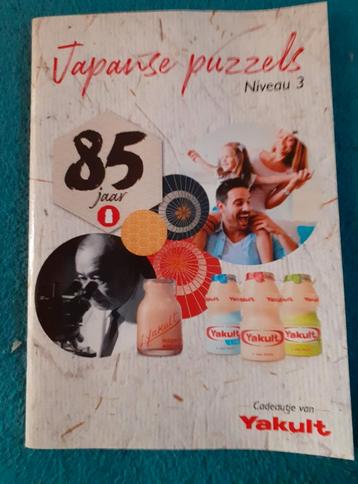 Japanse puzzels
Niveau 3
85
jaar
Yakult
Yakult
Yakult
Yakult
Cadeautje van
Yakult